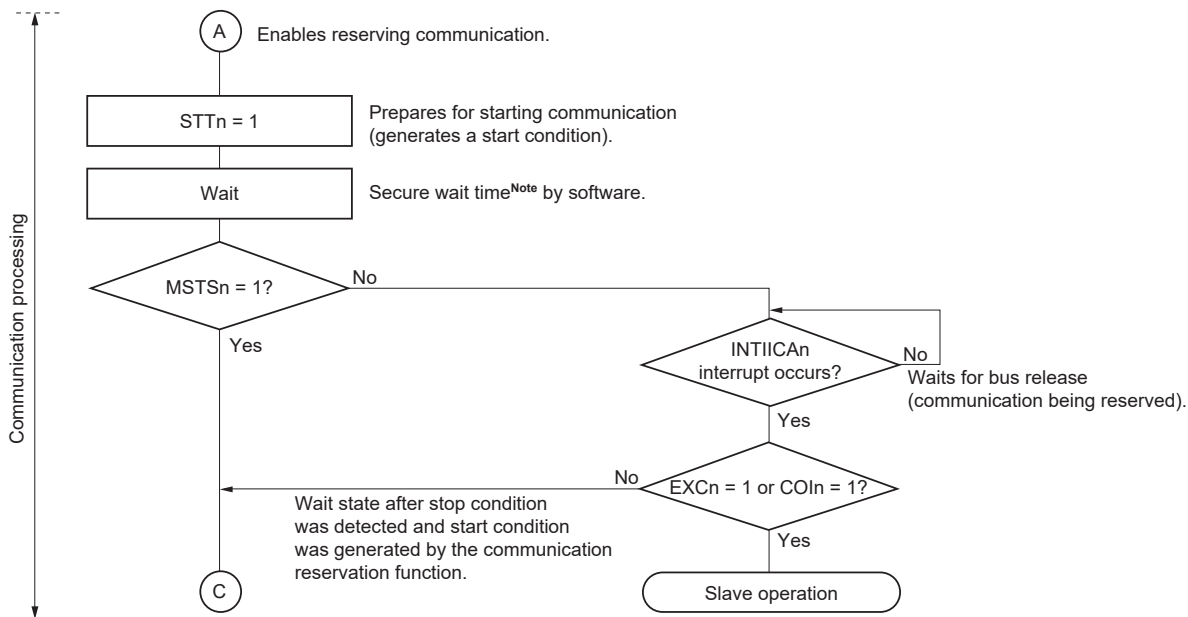 A
Enables reserving communication.
STTn = 1
Prepares for starting communication
(generates a start condition).
Wait
Secure wait timeNote by software.
Communication processing
MSTSn = 1?
No
Yes
INTIICAn
interrupt occurs?
No
Waits for bus release
(communication being reserved).
Yes
EXCn = 1 or COIn = 1?
No
Wait state after stop condition
was detected and start condition
was generated by the communication
reservation function.
Yes
C
Slave operation